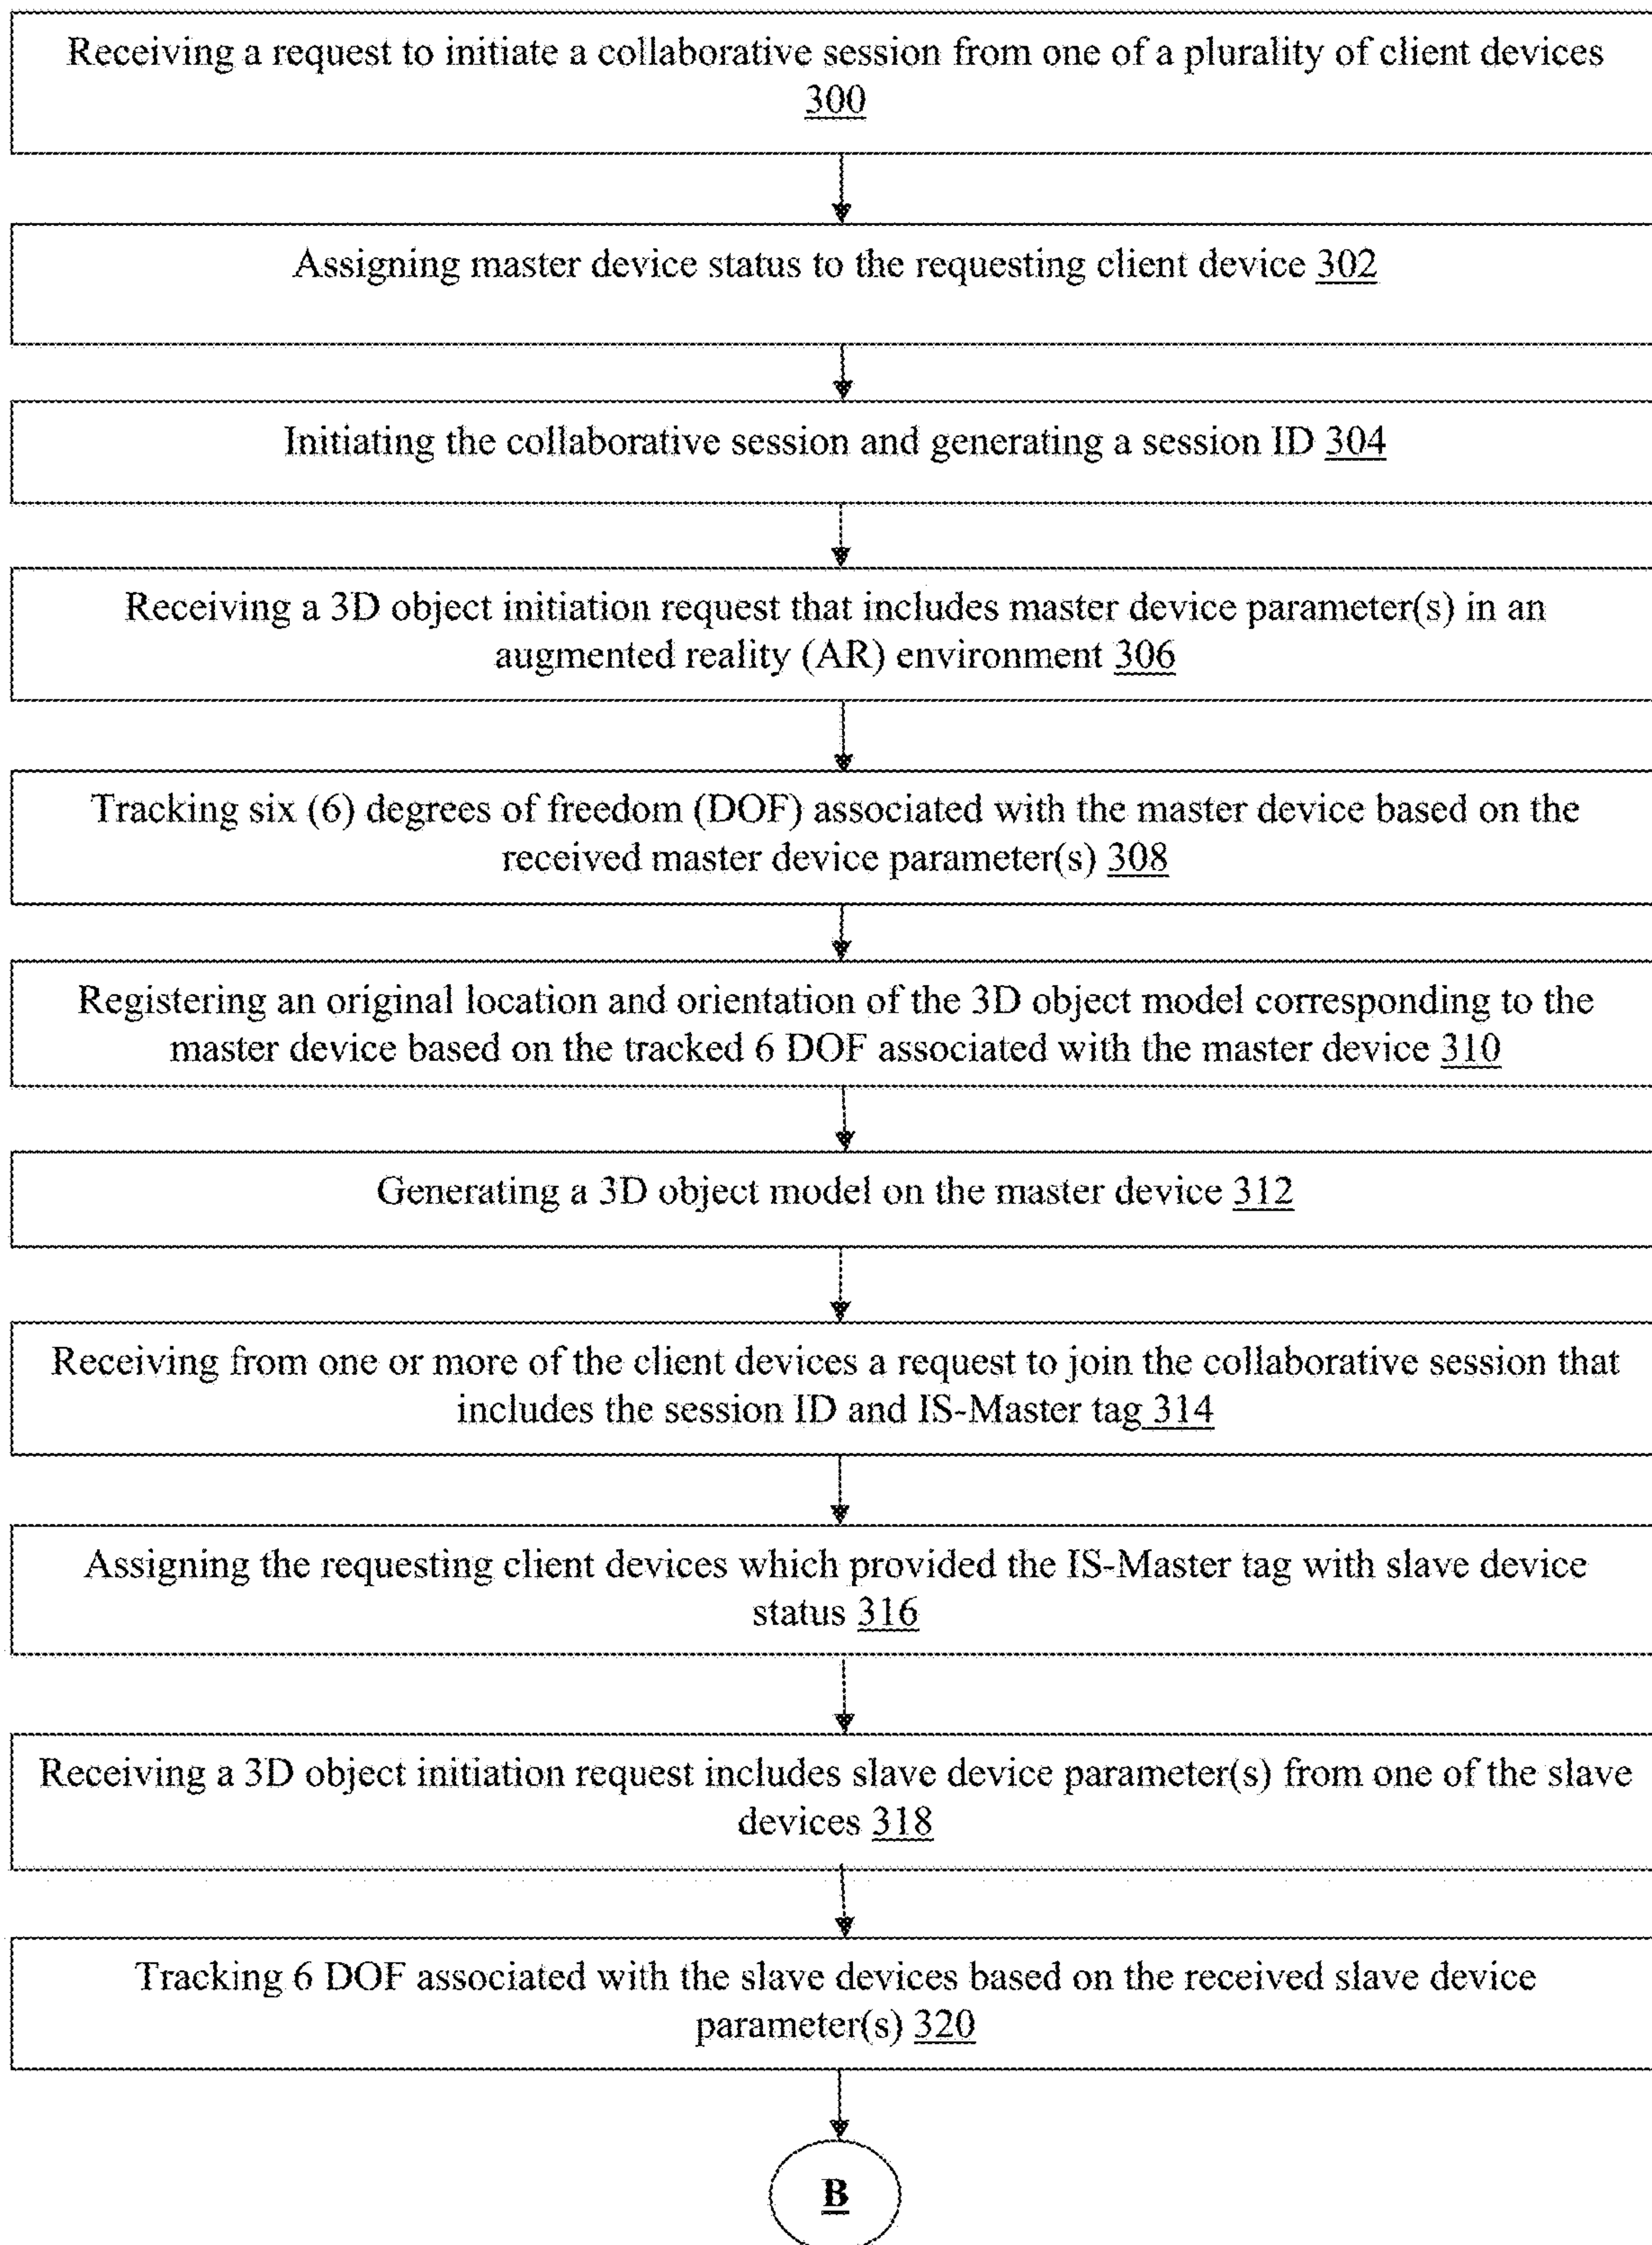 Receiving a request to initiate a collaborative session from one of a plurality of client devices
300
Assigning master device status to the requesting client device 302
Initiating the collaborative session and generating a session ID 304
Receiving a 3D object initiation request that includes master device parameter(s) in an
augmented reality (AR) environment 306
Tracking six (6) degrees of freedom (DOF) associated with the master device based on the
received master device parameter(s) 308
Registering an original location and orientation of the 3D object model corresponding to the
master device based on the tracked 6 DOF associated with the master device 310
Generating a 3D object model on the master device 312
Receiving from one or more of the client devices a request to join the collaborative session that
includes the session ID and IS-Master tag 314
Assigning the requesting client devices which provided the IS-Master tag with slave device
status 316
Receiving a 3D object initiation request includes slave device parameter(s) from one of the slave
devices 318
Tracking 6 DOF associated with the slave devices based on the received slave device
parameter(s) 320
B